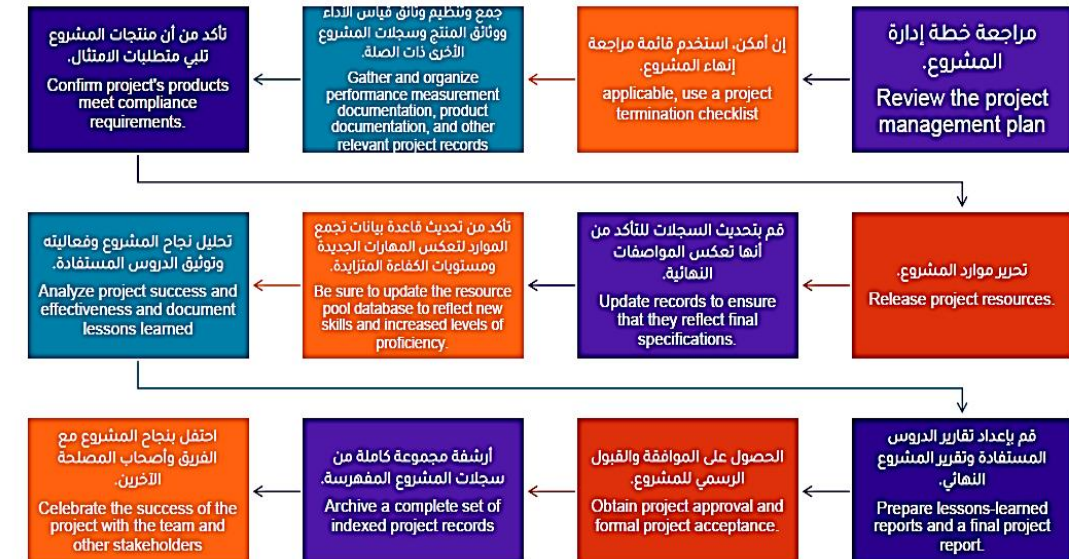 مراجعة خطة إدارة
المشروع.
Review the project
management plan
إن أمكن، استخدم قائمة مراجعة
إنهاء المشروع.
applicable, use a project
termination checklist
جمع وتنظيم وثائق قياس الأداء
ووثائق المنتج وسجلات المشروع
الأخرى ذات الصلة.
Gather and organize
performance measurement
documentation, product
documentation, and other
relevant project records
تأكد من أن منتجات المشروع
تلبي متطلبات الامتثال.
Confirm project's products
meet compliance
requirements.
تحرير موارد المشروع.
Release project resources.
قم بتحديث السجلات للتأكد من
أنها تعكس المواصفات
النهائية.
Update records to ensure
that they reflect final
specifications.
تأكد من تحديث قاعدة بيانات تجمع
الموارد لتعكس المهارات الجديدة
ومستويات الكفاءة المتزايدة.
Be sure to update the resource
pool database to reflect new
skills and increased levels of
proficiency.
تحليل نجاح المشروع وفعاليته
وتوثيق الدروس المستفادة.
Analyze project success and
effectiveness and document
lessons learned
قم بإعداد تقارير الدروس
المستفادة وتقرير المشروع
النهائي.
Prepare lessons-learned
reports and a final project
report.
الحصول على الموافقة والقبول
الرسمي للمشروع.
Obtain project approval and
formal project acceptance.
أرشفة مجموعة كاملة من
سجلات المشروع المفهرسة.
Archive a complete set of
indexed project records
احتفل بنجاح المشروع مع
الفريق وأصحاب المصلحة
الآخرين.
Celebrate the success of the
project with the team and
other stakeholders